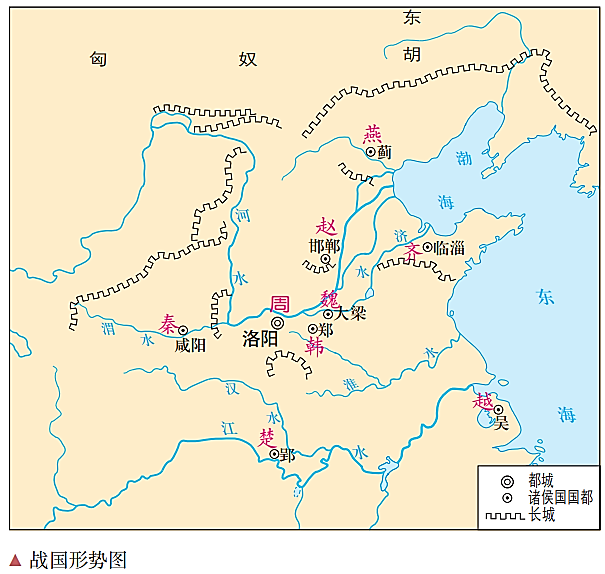 匈 奴
东
胡
燕
蓟
渤
海
赵
邯郸
河
水
济
水
齐
临淄
东
海
周
洛阳
魏
大梁
郑
韩
秦
咸阳
渭 水
汉
水
淮 水
江 水
楚
郢
越
吴
都城
诸侯国国都
长城
战国形势图